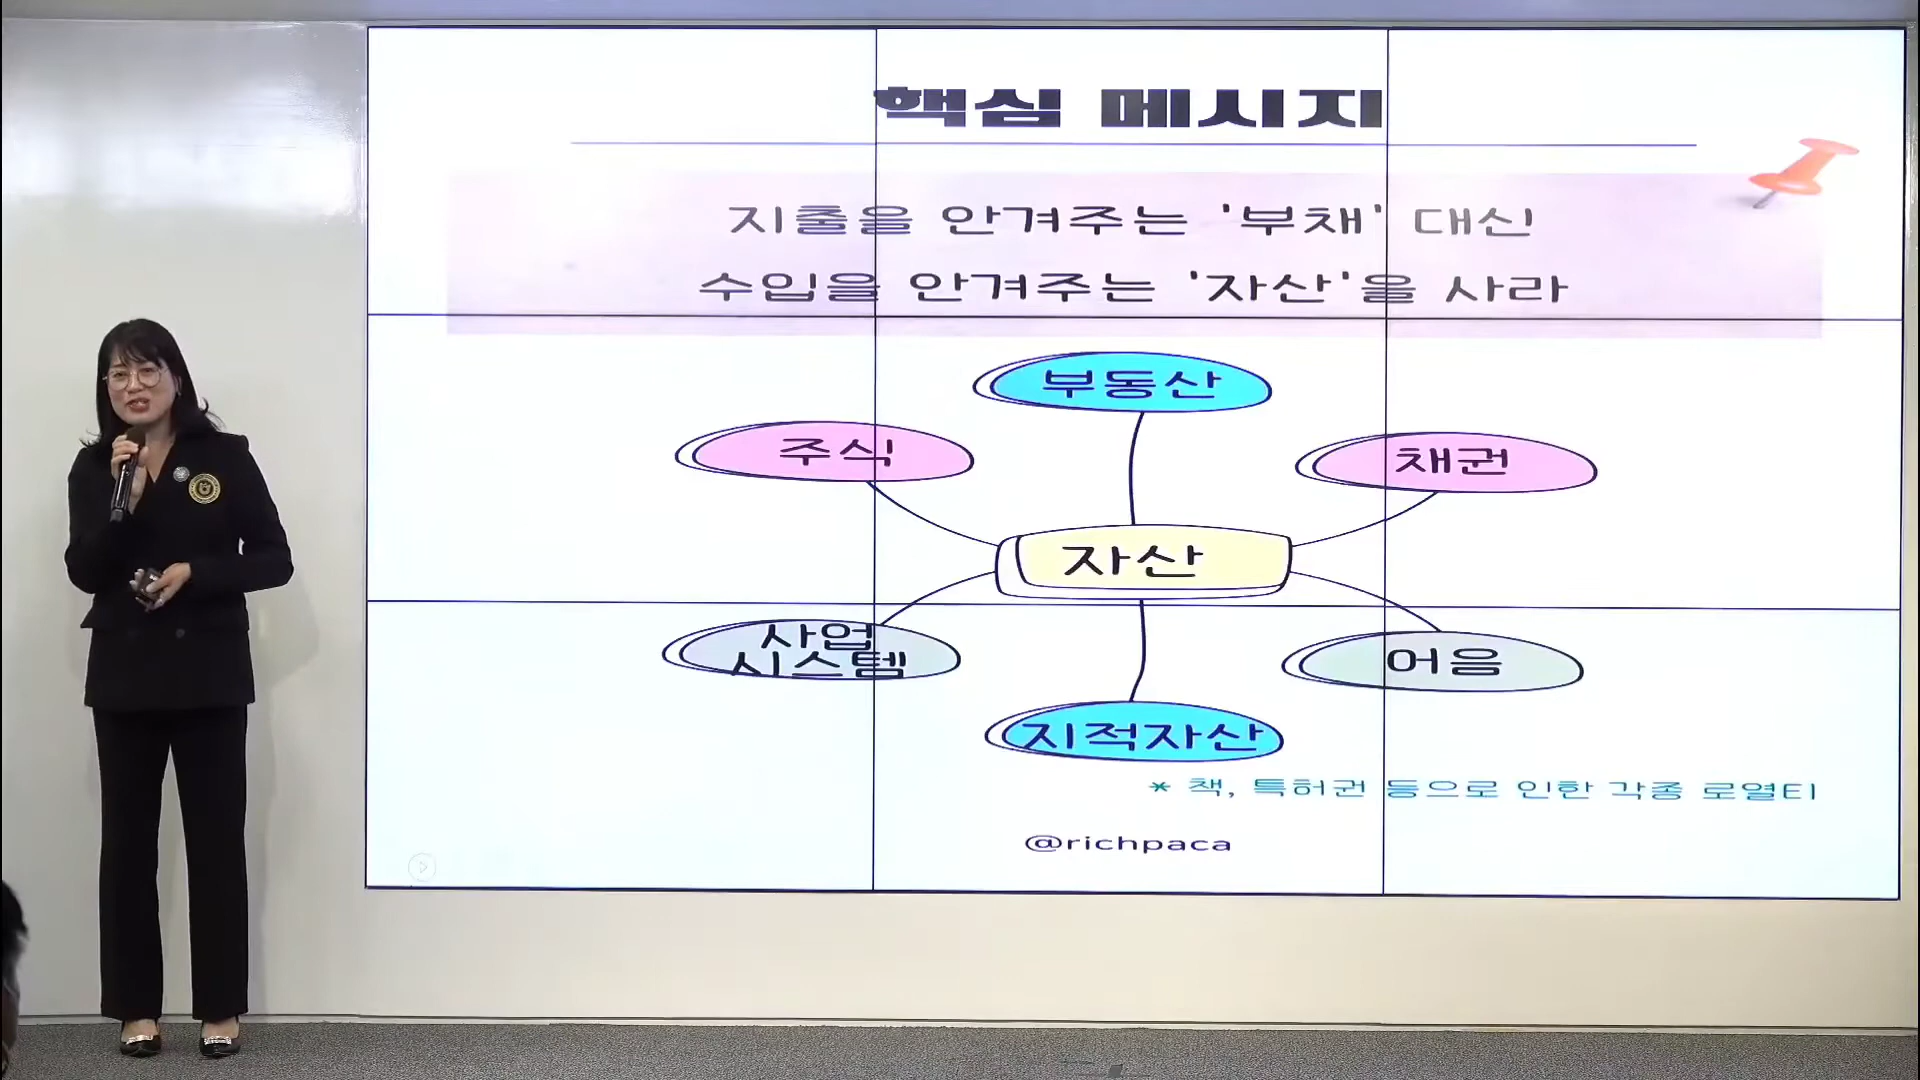 핵심 메시지
지출을 안겨주는 '부채' 대신
수입을 안겨주는 '자산'을 사라
부동산
주식
채권
자산
사업
시스템
어음
지적자산
* 책, 특허권 등으로 인한 각종 로열티
@richpaca